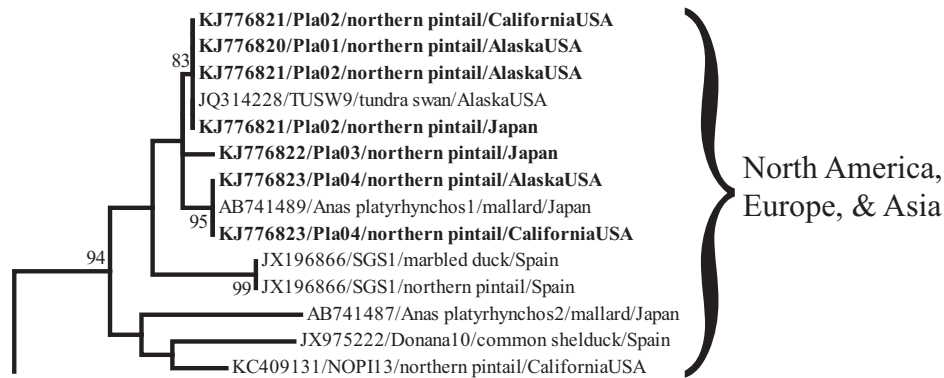 KJ776821/Pla02/northern pintail/CaliforniaUSA
KJ776820/Pla01/northern pintail/AlaskaUSA
83
KJ776821/Pla02/northern pintail/AlaskaUSA
JQ314228/TUSW9/tundra swan/AlaskaUSA
KJ776821/Pla02/northern pintail/Japan
KJ776822/Pla03/northern pintail/Japan
KJ776823/Pla04/northern pintail/AlaskaUSA
AB741489/Anas platyrhynchos1/mallard/Japan
95
KJ776823/Pla04/northern pintail/CaliforniaUSA
94
JX196866/SGS1/marbled duck/Spain
99
JX196866/SGS1/northern pintail/Spain
AB741487/Anas platyrhynchos2/mallard/Japan
JX975222/Donana10/common shelduck/Spain
KC409131/NOPI13/northern pintail/CaliforniaUSA
North America,
Europe, & Asia